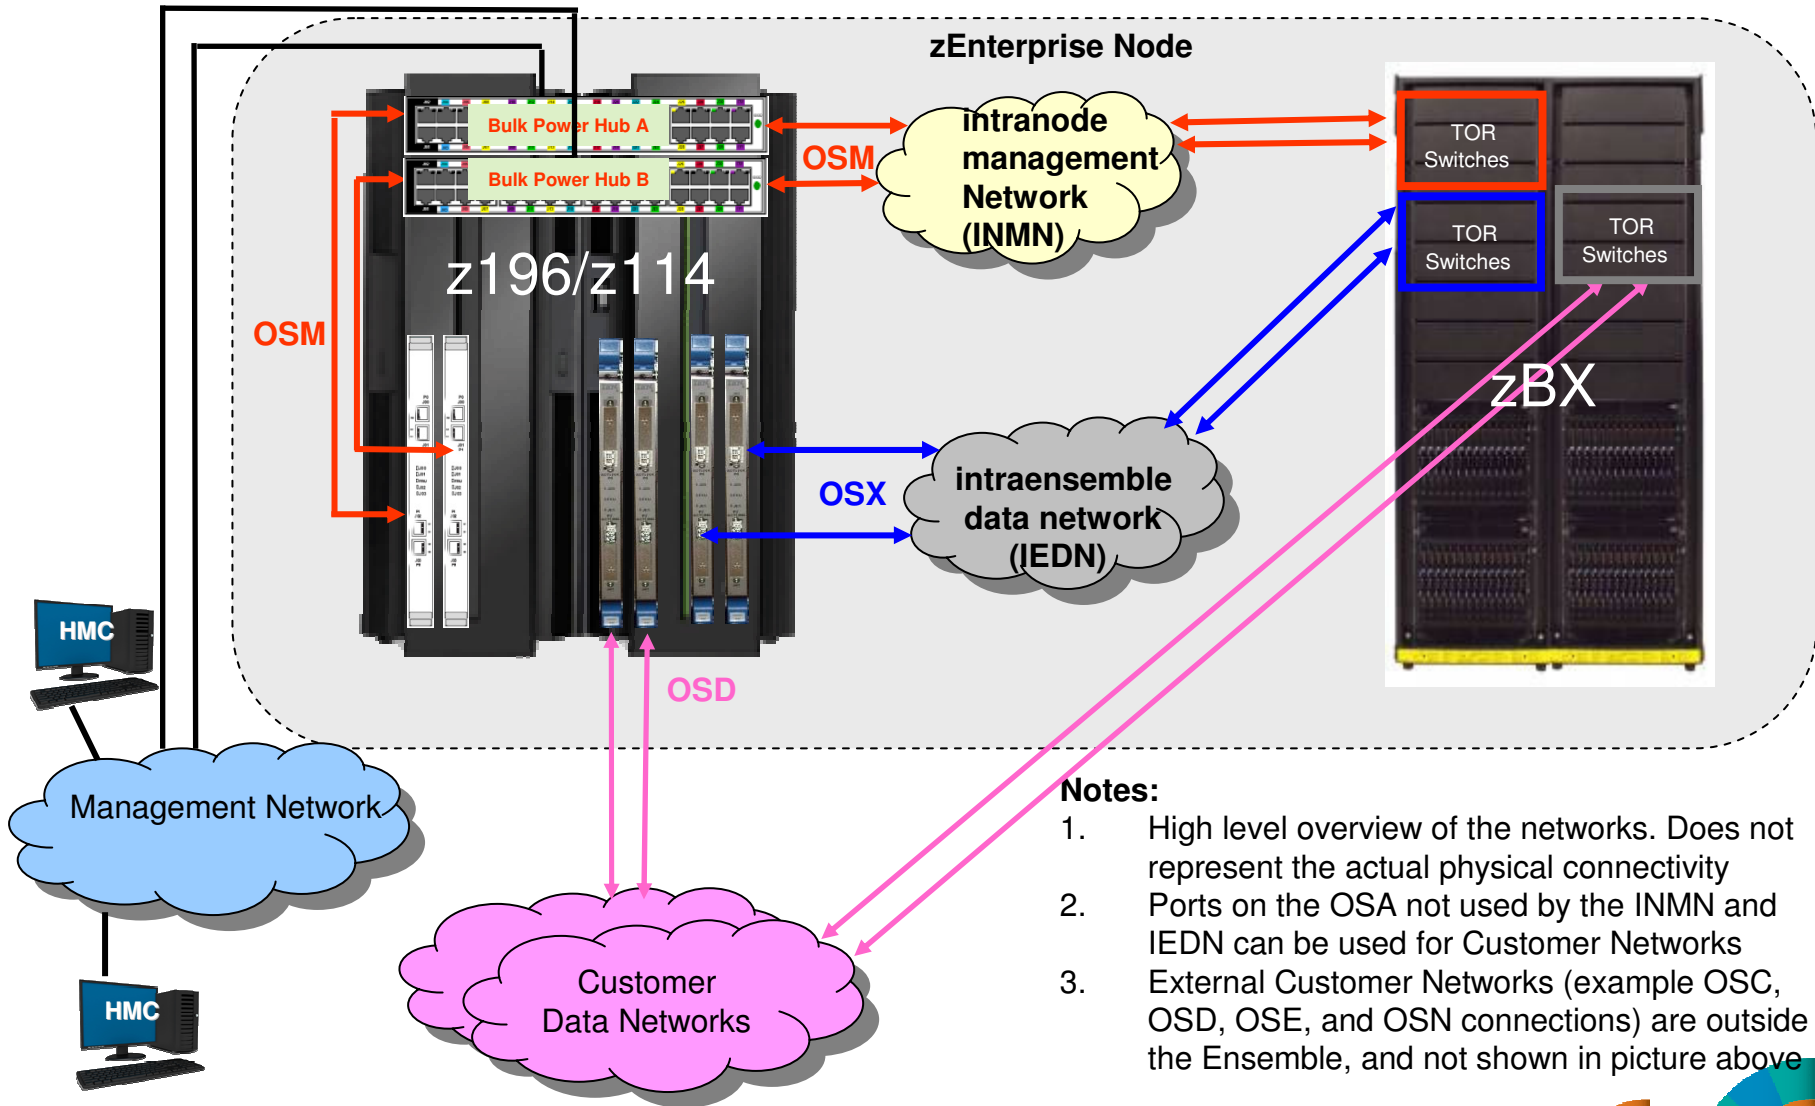 zEnterprise Node
Bulk Power Hub A
Bulk Power Hub B
OSM
intranode
management
Network
(INMN)
TOR
Switches
TOR
Switches
TOR
Switches
z196/z114
OSM
zBX
OSX
intraensemble
data network
(IEDN)
HMC
OSD
Management Network
HMC
Customer
Data Networks
Notes:
1. High level overview of the networks. Does not
represent the actual physical connectivity
2. Ports on the OSA not used by the INMN and
IEDN can be used for Customer Networks
3. External Customer Networks (example OSC,
OSD, OSE, and OSN connections) are outside
the Ensemble, and not shown in picture above